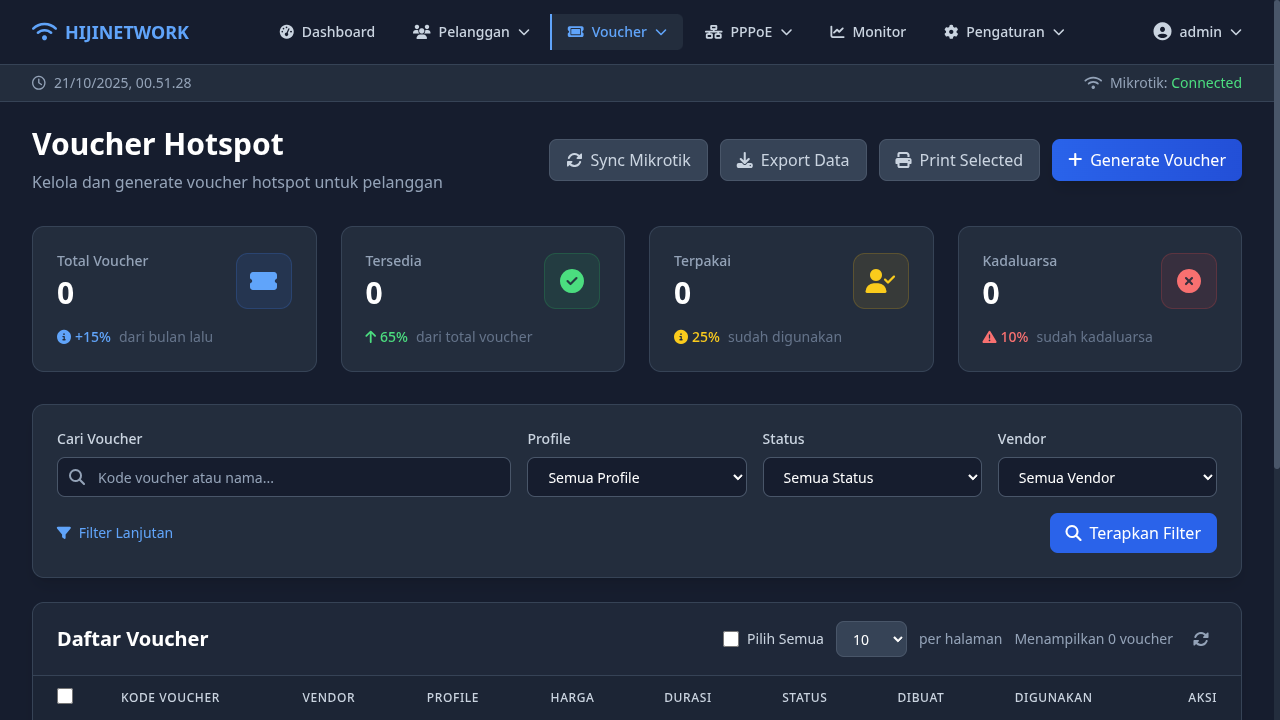 HIJINETWORK Dashboard Pelanggan Voucher PPPoE Monitor Pengaturan admin
21/10/2025, 00.51.28 Mikrotik: Connected
Voucher Hotspot
Kelola dan generate voucher hotspot untuk pelanggan
Sync Mikrotik Export Data Print Selected Generate Voucher
Total Voucher
0
+15% dari bulan lalu
Tersedia
0
65% dari total voucher
Terpakai
0
25% sudah digunakan
Kadaluarsa
0
10% sudah kadaluarsa
Cari Voucher Profile Status Vendor
Kode voucher atau nama... Semua Profile Semua Status Semua Vendor
Filter Lanjutan Terapkan Filter
Daftar Voucher Pilih Semua 10 per halaman Menampilkan 0 voucher
KODE VOUCHER VENDOR PROFILE HARGA DURASI STATUS DIBUAT DIGUNAKAN AKSI